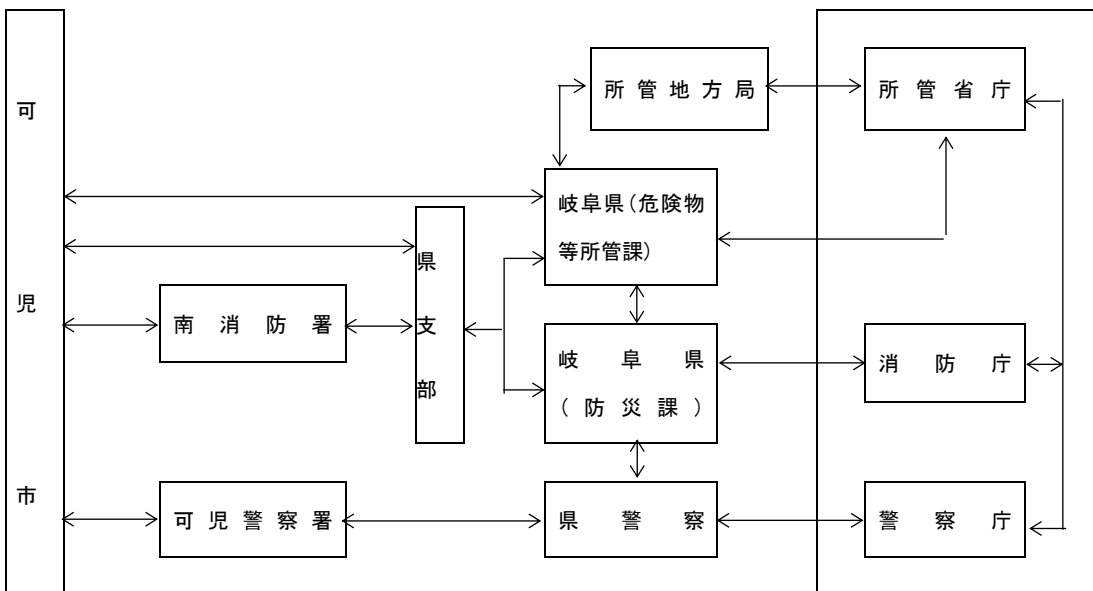 可児市
所管地方局
所管省庁
岐阜県(危険物
等所管課)
県支部
南消防署
岐阜県
(防災課)
消防庁
可児警察署
県警察
警察庁